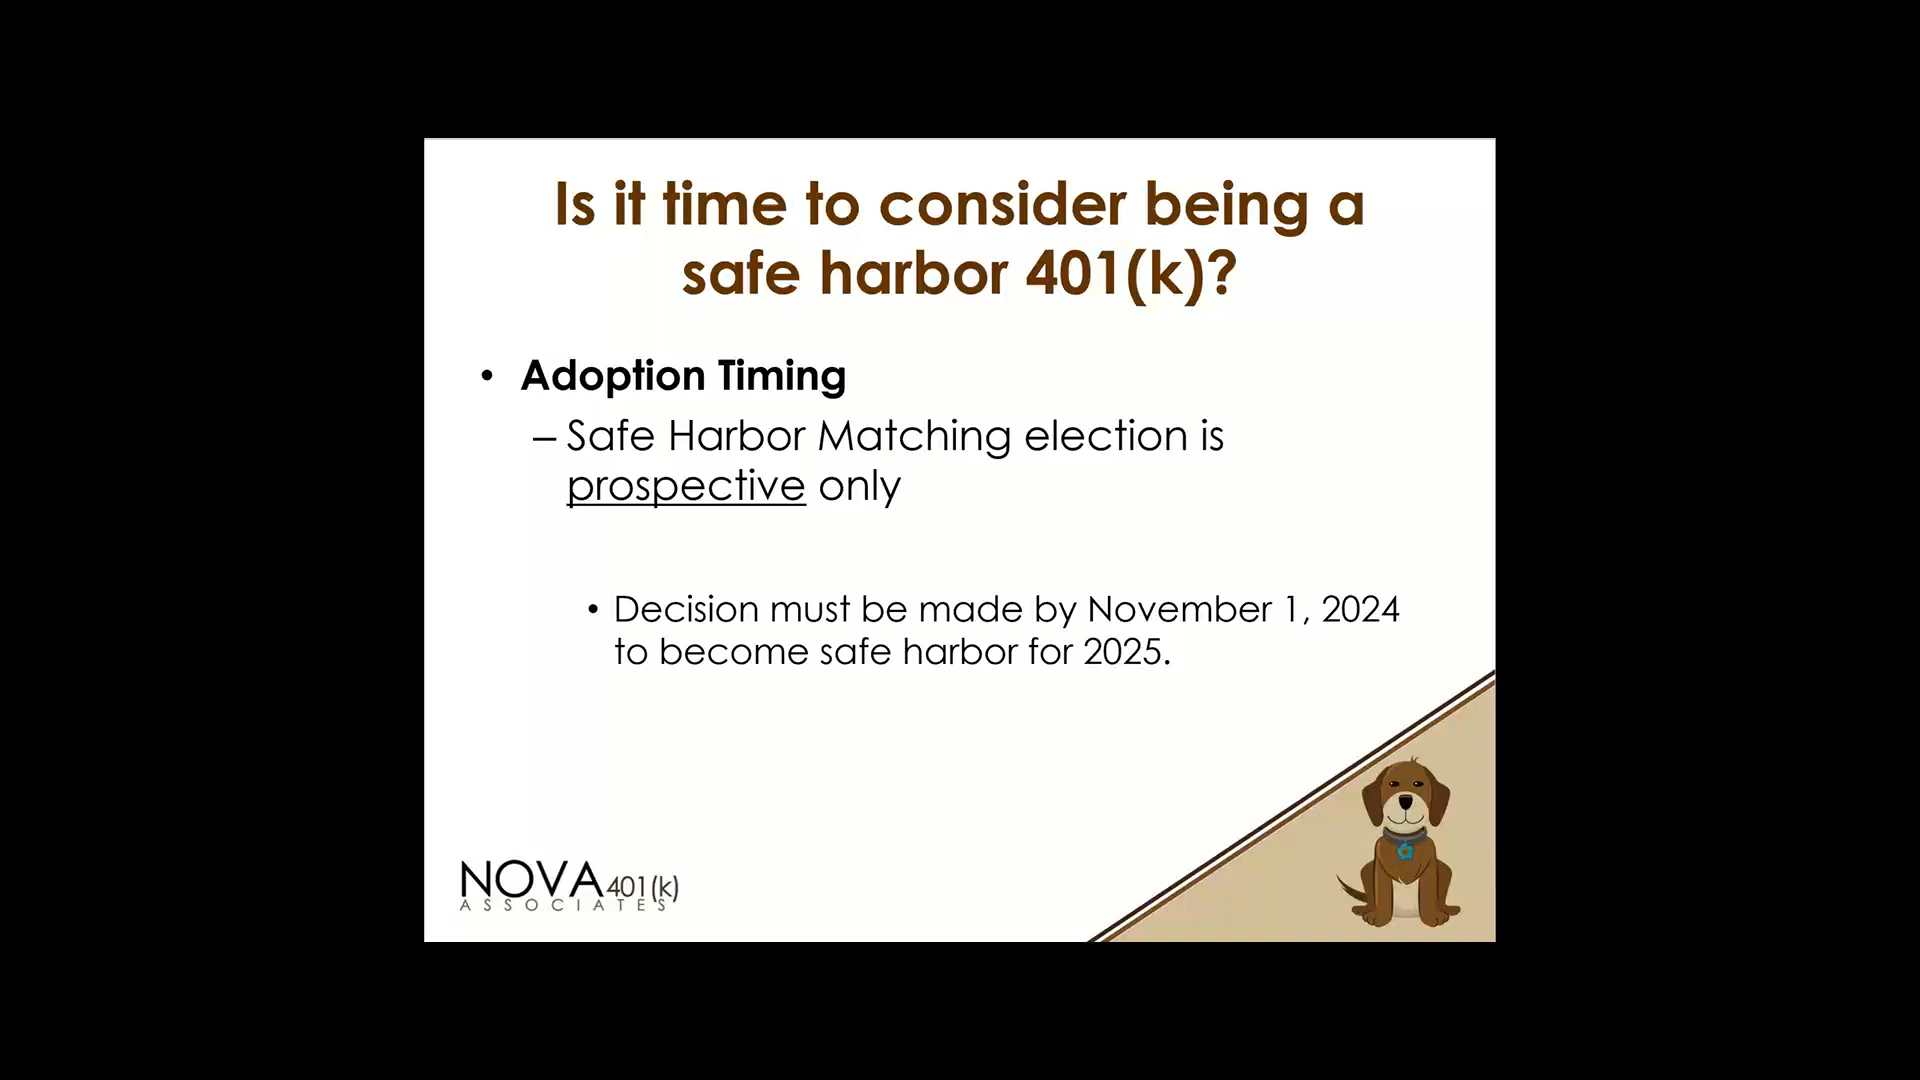 Is it time to consider being a
safe harbor 401(k)?
• Adoption Timing
– Safe Harbor Matching election is
prospective only
• Decision must be made by November 1, 2024
to become safe harbor for 2025.
NOVA 401(k)
ASSOCIATES